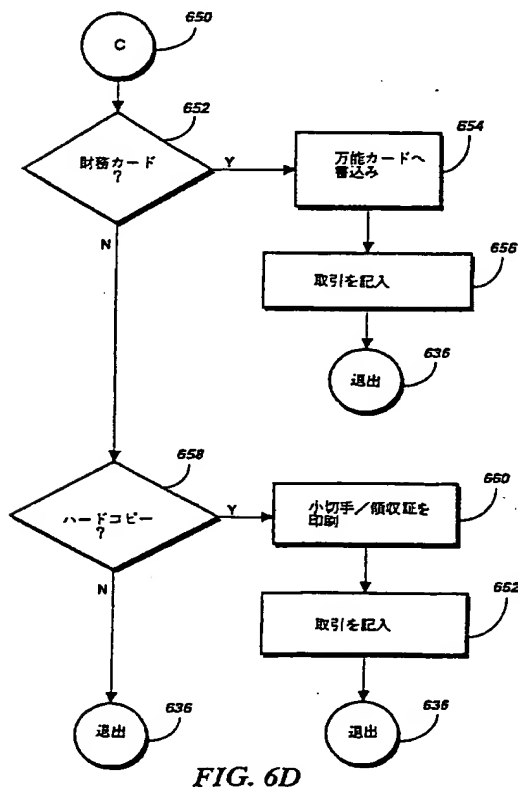 C
650
652
財務カード
?
Y
N
654
万能カードへ
書込み
656
取引を記入
636
退出
658
ハードコピー
?
Y
N
660
小切手/領収証を
印刷
662
取引を記入
退出
636
退出
636
FIG. 6D